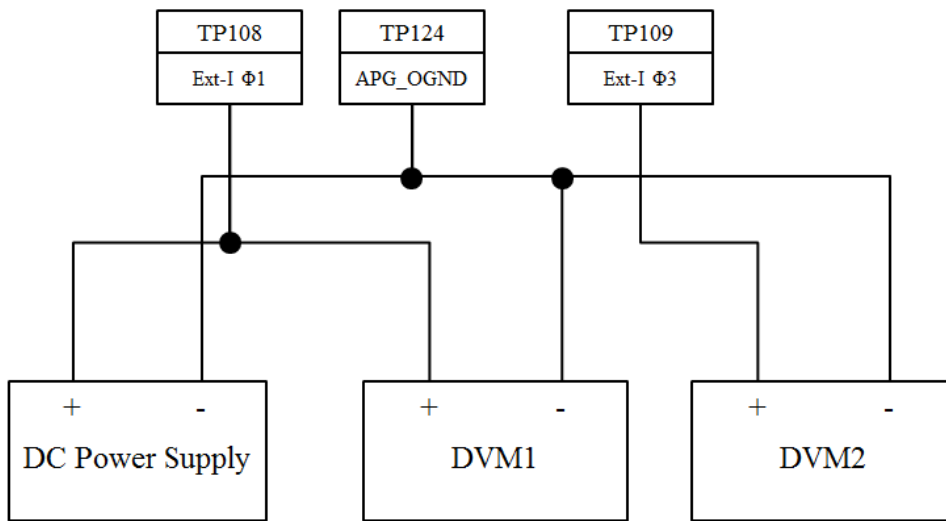 TP108
Ext-I Φ1
TP124
APG_OGND
TP109
Ext-I Φ3
+ -
DC Power Supply
+ -
DVM1
+ -
DVM2